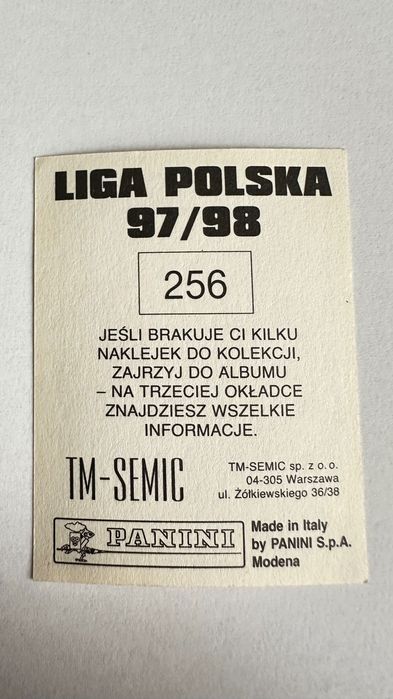 LIGA POLSKA
97/98
256
JEŚLI BRAKUJE CI KILKU
NAKLEJEK DO KOLEKCJI,
ZAJRZYJ DO ALBUMU
– NA TRZECIEJ OKŁADCE
ZNAJDZIESZ WSZELKIE
INFORMACJE.
TM-SEMIC
TM-SEMIC sp. z o. o.
04-305 Warszawa
ul. Żółkiewskiego 36/38
PANINI
Made in Italy
by PANINI S.p.A.
Modena